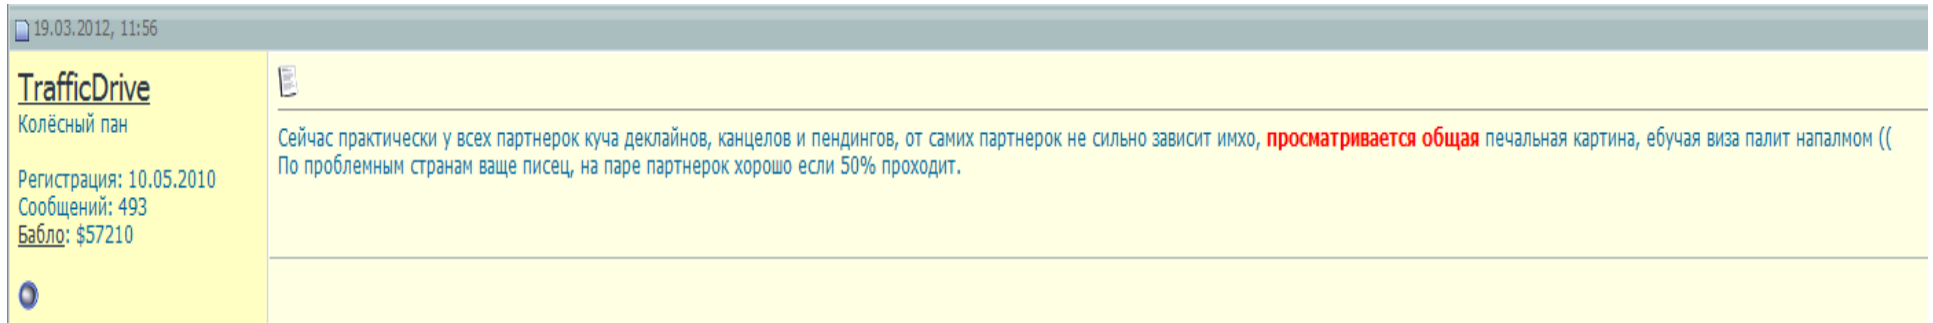 19.03.2012, 11:56
TrafficDrive
Колёсный пан
Регистрация: 10.05.2010
Сообщений: 493
Бабло: $57210
Сейчас практически у всех партнерок куча деклайнов, канцелов и пендингов, от самих партнерок не сильно зависит имхо, просматривается общая печальная картина, ебучая виза палит напалмом ((
По проблемным странам ваще писец, на паре партнерок хорошо если 50% проходит.